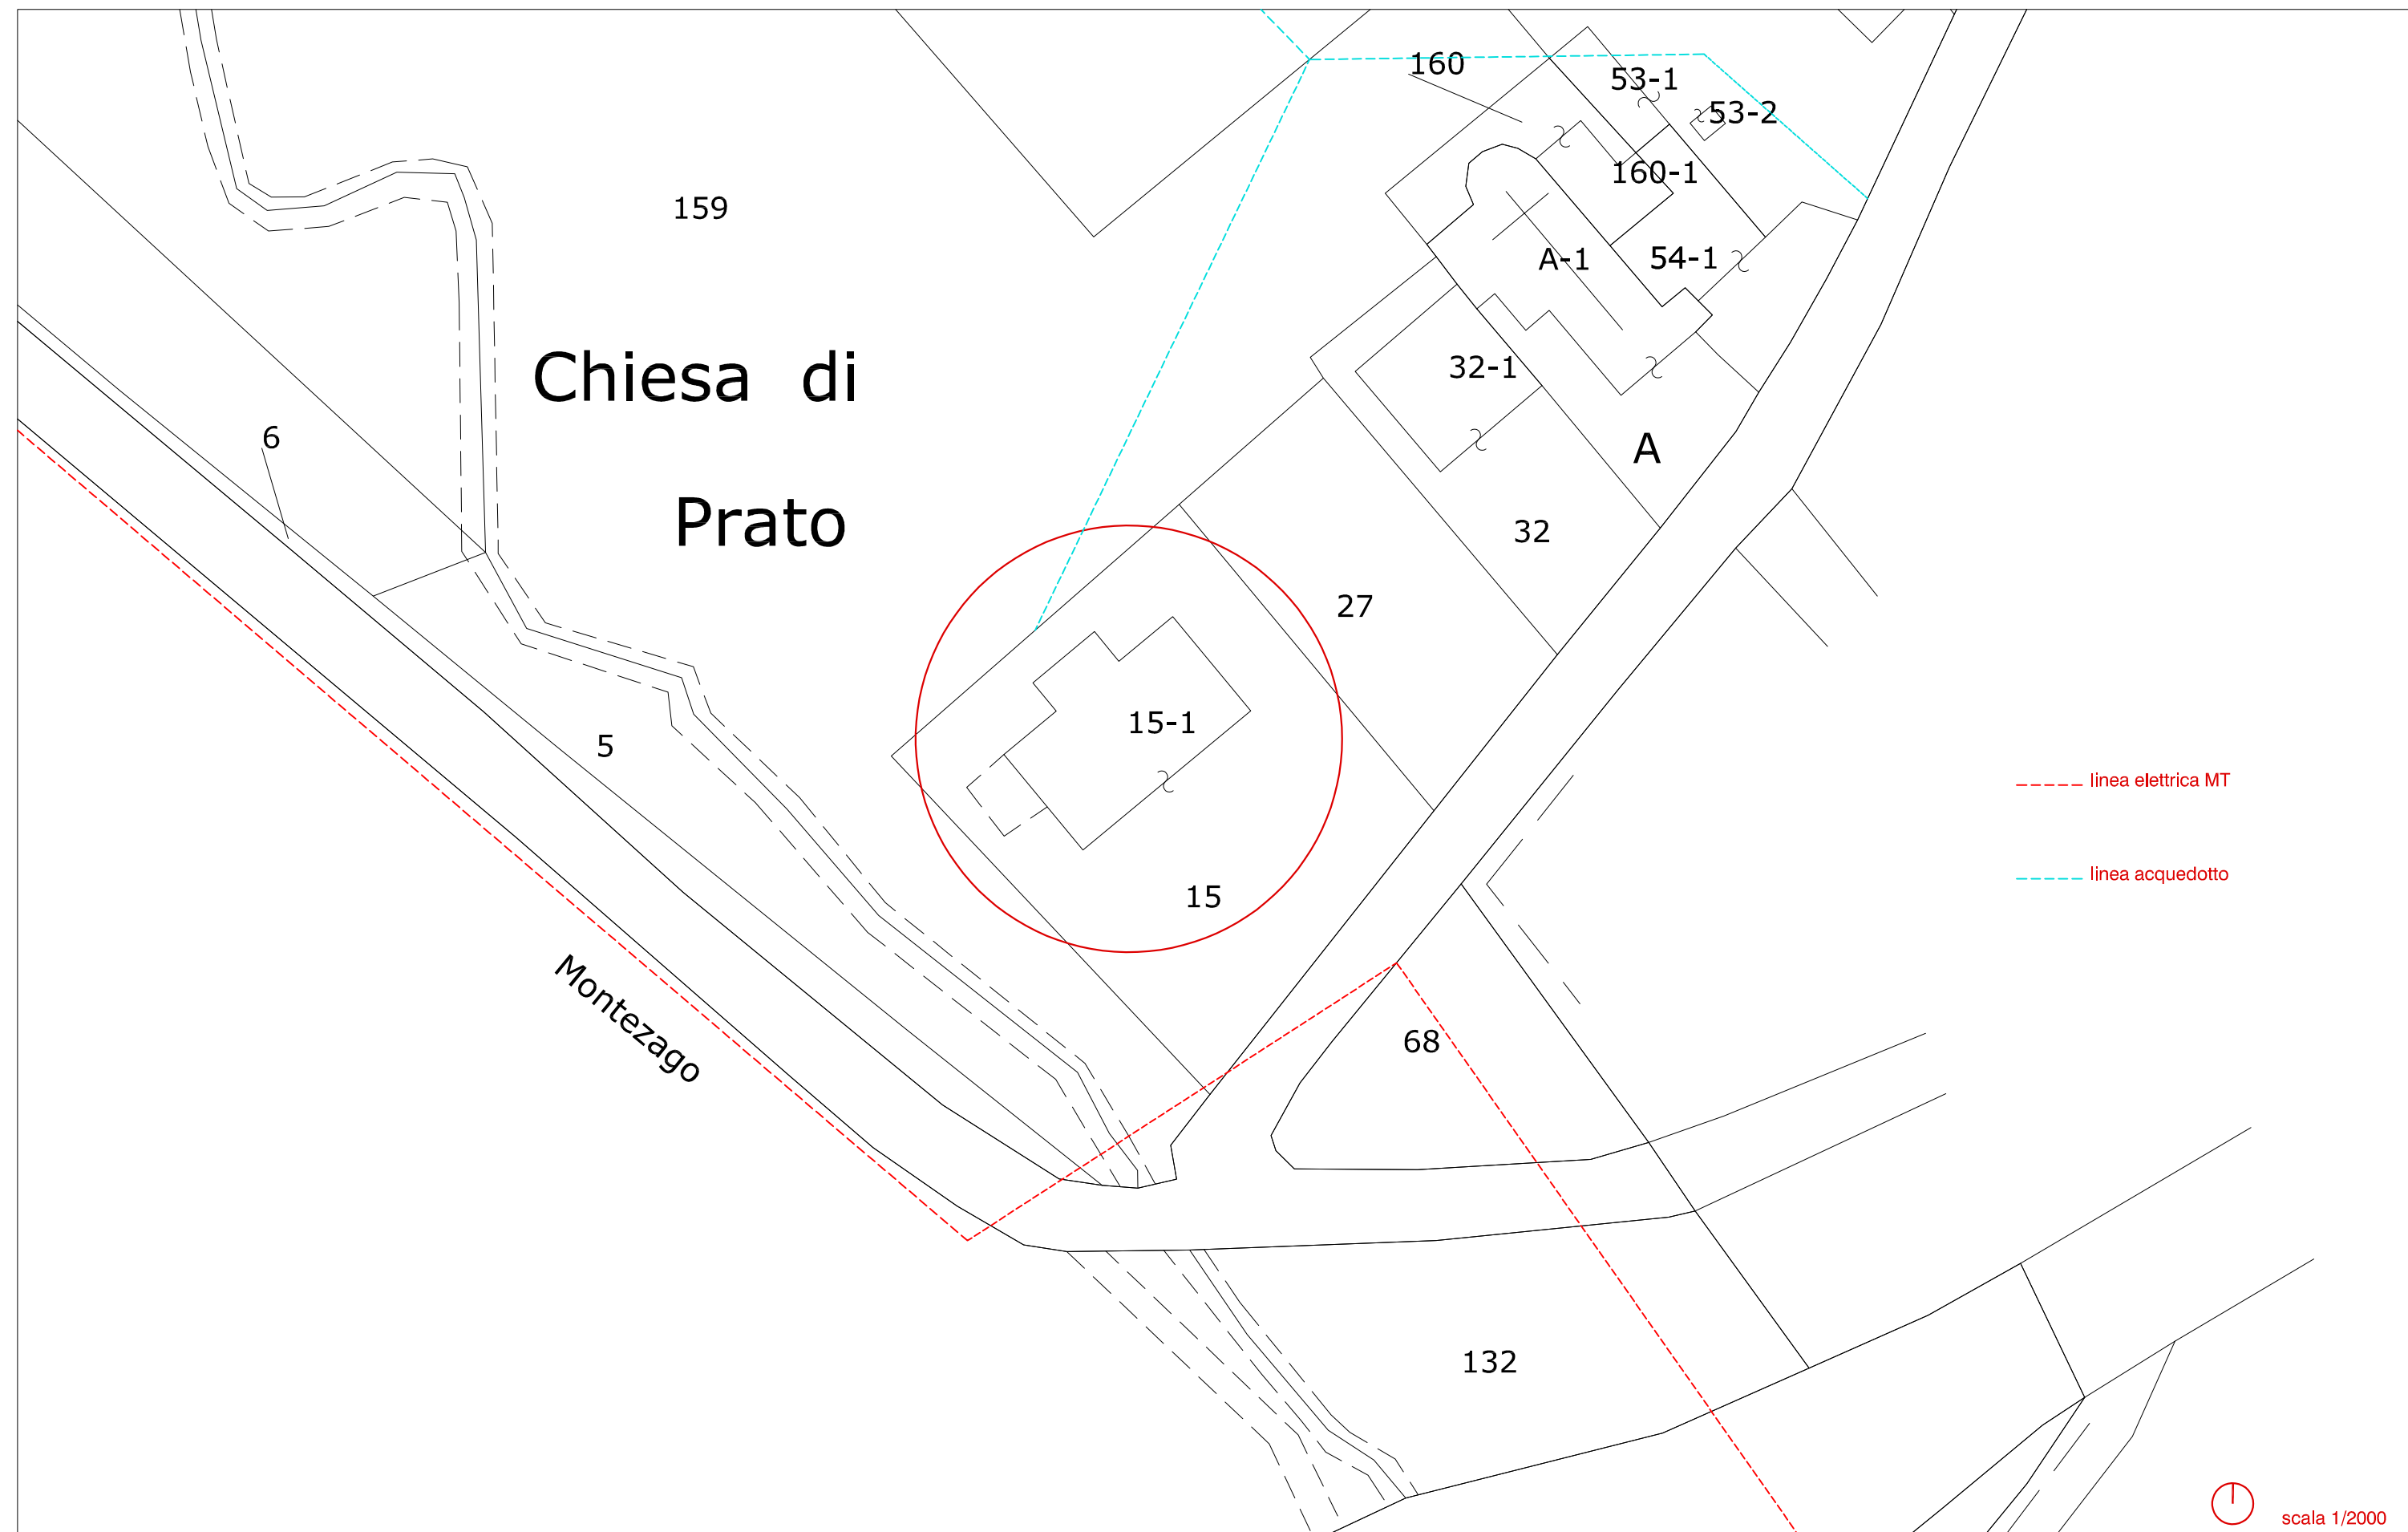 160
53-1
53-2
160-1
159
A-1
54-1
Chiesa di
32-1
6
A
Prato
32
27
15-1
5
linea elettrica MT
linea acquedotto
15
Montezago
68
132
scala 1/2000